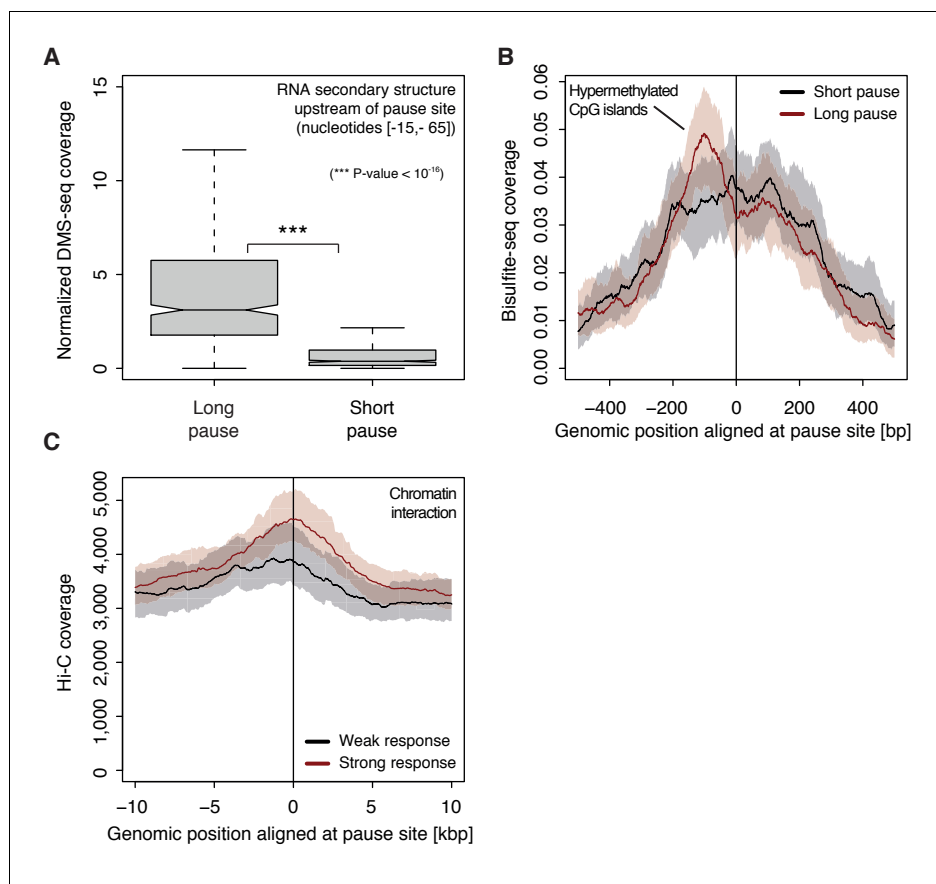 A
Normalized DMS-seq coverage
15
10
5
0
RNA secondary structure
upstream of pause site
(nucleotides [-15,- 65])
(*** P-value < 10⁻¹⁶)
***
Long
pause
Short
pause
B
Bisulfite-seq coverage
0.06
0.05
0.04
0.03
0.02
0.01
0.00
Hypermethylated
CpG islands
Short pause
Long pause
−400 −200 0 200 400
Genomic position aligned at pause site [bp]
C
Hi-C coverage
5,000
4,000
3,000
2,000
1,000
0
Chromatin
interaction
Weak response
Strong response
−10 −5 0 5 10
Genomic position aligned at pause site [kbp]